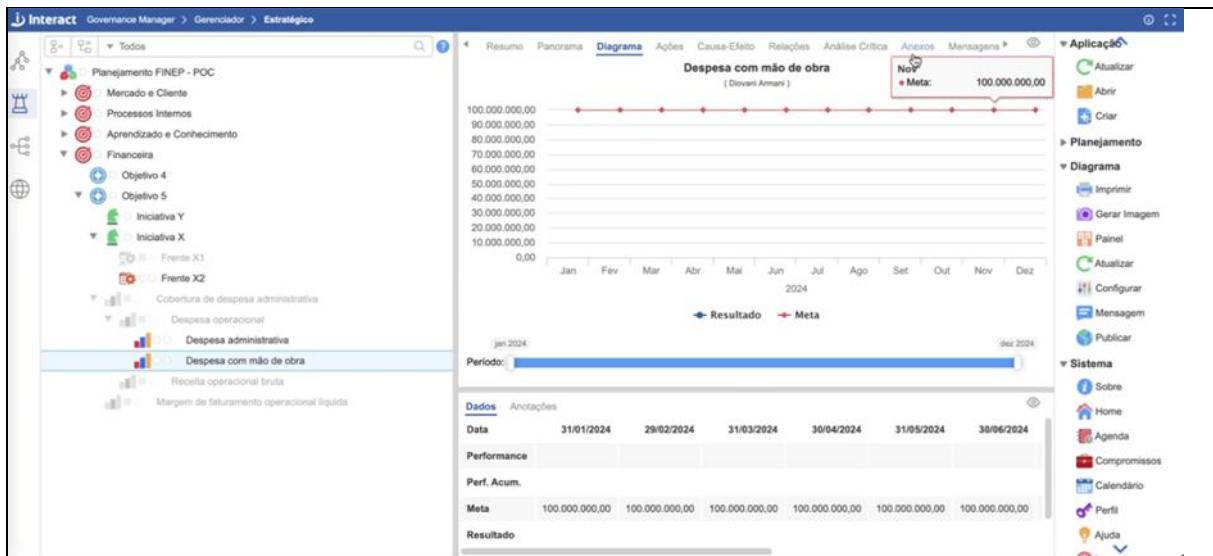 Interact Governance Manager > Gerenciador > Estratégico
Todos
Planejamento FINEP - POC
Mercado e Cliente
Processos Internos
Aprendizado e Conhecimento
Financeira
Objetivo 4
Objetivo 5
Iniciativa Y
Iniciativa X
Frente X1
Frente X2
Cobertura de despesa administrativa
Despesa operacional
Despesa administrativa
Despesa com mão de obra
Receita operacional bruta
Margem de faturamento operacional líquida
Resumo Panorama Diagrama Ações Causa-Efeito Relações Análise Crítica Anexos Mensagens
Despesa com mão de obra
( Diovani Armani )
Nov
Meta: 100.000.000,00
100.000.000,00
90.000.000,00
80.000.000,00
70.000.000,00
60.000.000,00
50.000.000,00
40.000.000,00
30.000.000,00
20.000.000,00
10.000.000,00
0,00
Jan Fev Mar Abr Mai Jun Jul Ago Set Out Nov Dez
2024
Resultado Meta
jan 2024 dez 2024
Período:
Dados Anotações
Data 31/01/2024 29/02/2024 31/03/2024 30/04/2024 31/05/2024 30/06/2024
Performance
Perf. Acum.
Meta 100.000.000,00 100.000.000,00 100.000.000,00 100.000.000,00 100.000.000,00 100.000.000,00
Resultado
Aplicação
Atualizar
Abrir
Criar
Planejamento
Diagrama
Imprimir
Gerar Imagem
Painel
Atualizar
Configurar
Mensagem
Publicar
Sistema
Sobre
Home
Agenda
Compromissos
Calendário
Perfil
Ajuda